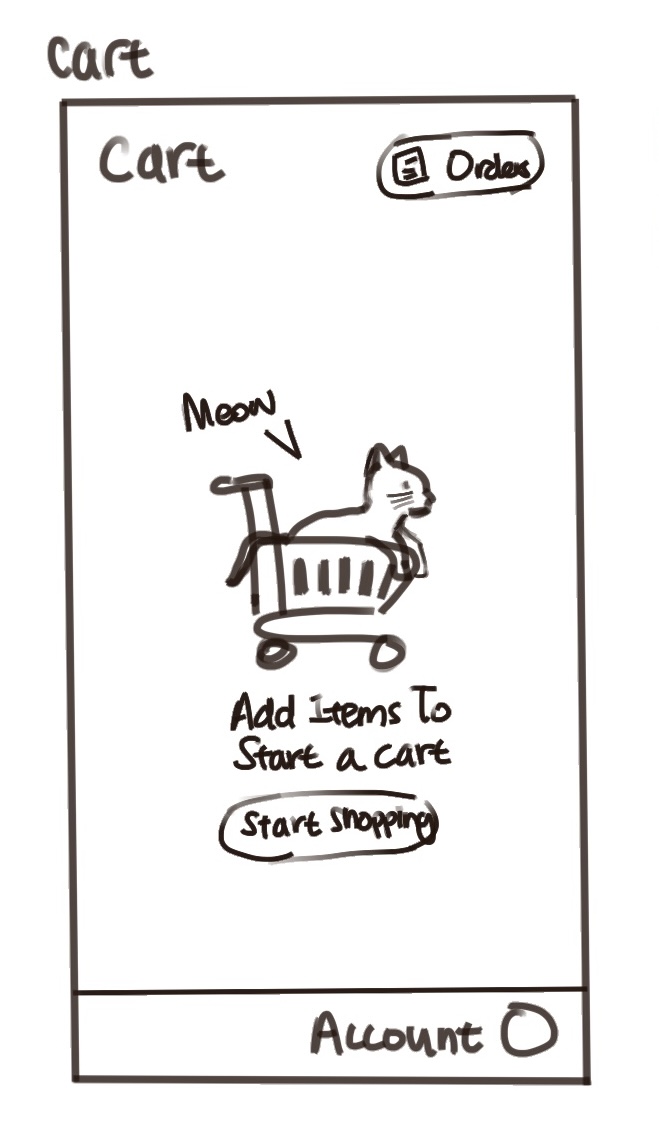 Cart
Cart
Orders
Meow
Add Items To
Start a cart
Start Shopping
Account